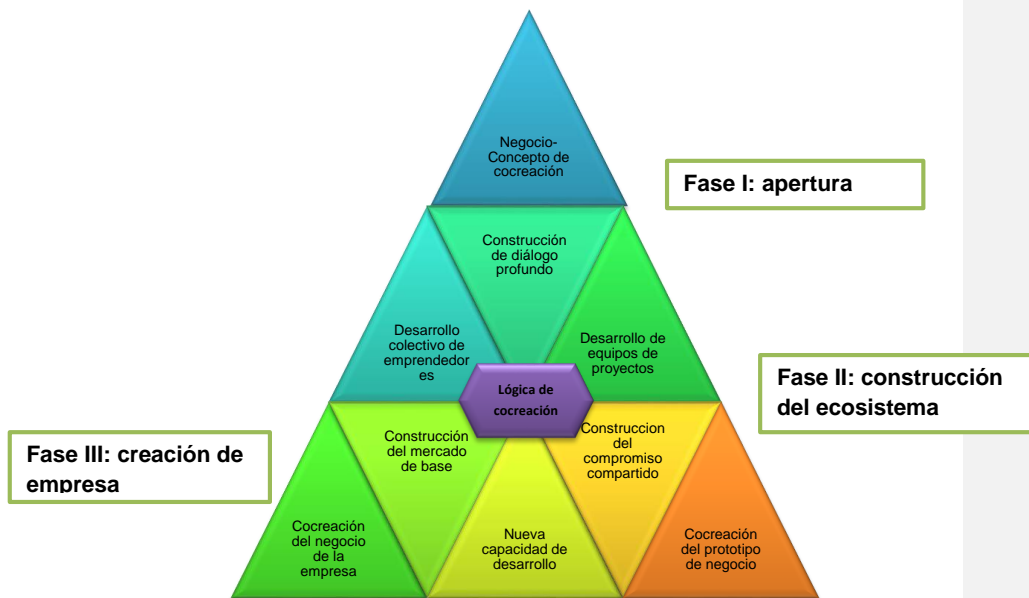 Negocio-
Concepto de
cocreación
Fase I: apertura
Construcción
de diálogo
profundo
Desarrollo
colectivo de
emprendedor
es
Desarrollo de
equipos de
proyectos
Lógica de
cocreación
Fase II: construcción
del ecosistema
Fase III: creación de
empresa
Construcción
del mercado
de base
Construccion
del
compromiso
compartido
Cocreación
del negocio
de la
empresa
Nueva
capacidad de
desarrollo
Cocreación
del prototipo
de negocio